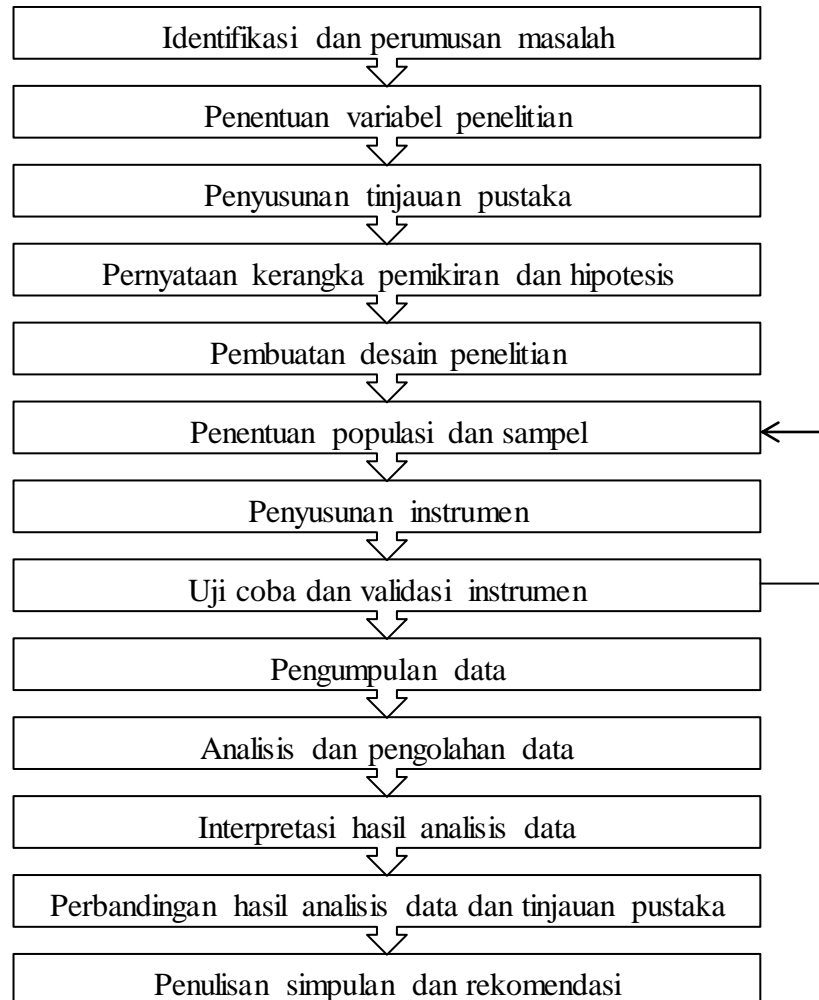 Identifikasi dan perumusan masalah
Penentuan variabel penelitian
Penyusunan tinjauan pustaka
Pernyataan kerangka pemikiran dan hipotesis
Pembuatan desain penelitian
Penentuan populasi dan sampel
Penyusunan instrumen
Uji coba dan validasi instrumen
Pengumpulan data
Analisis dan pengolahan data
Interpretasi hasil analisis data
Perbandingan hasil analisis data dan tinjauan pustaka
Penulisan simpulan dan rekomendasi